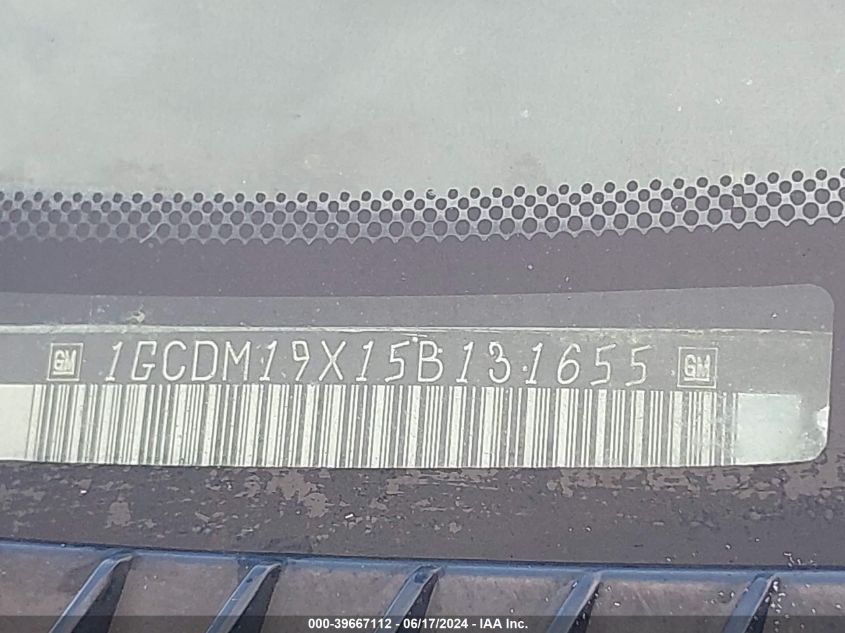 GM 1GCDM19X15B131655 GM
000-39667112 - 06/17/2024 - IAA Inc.